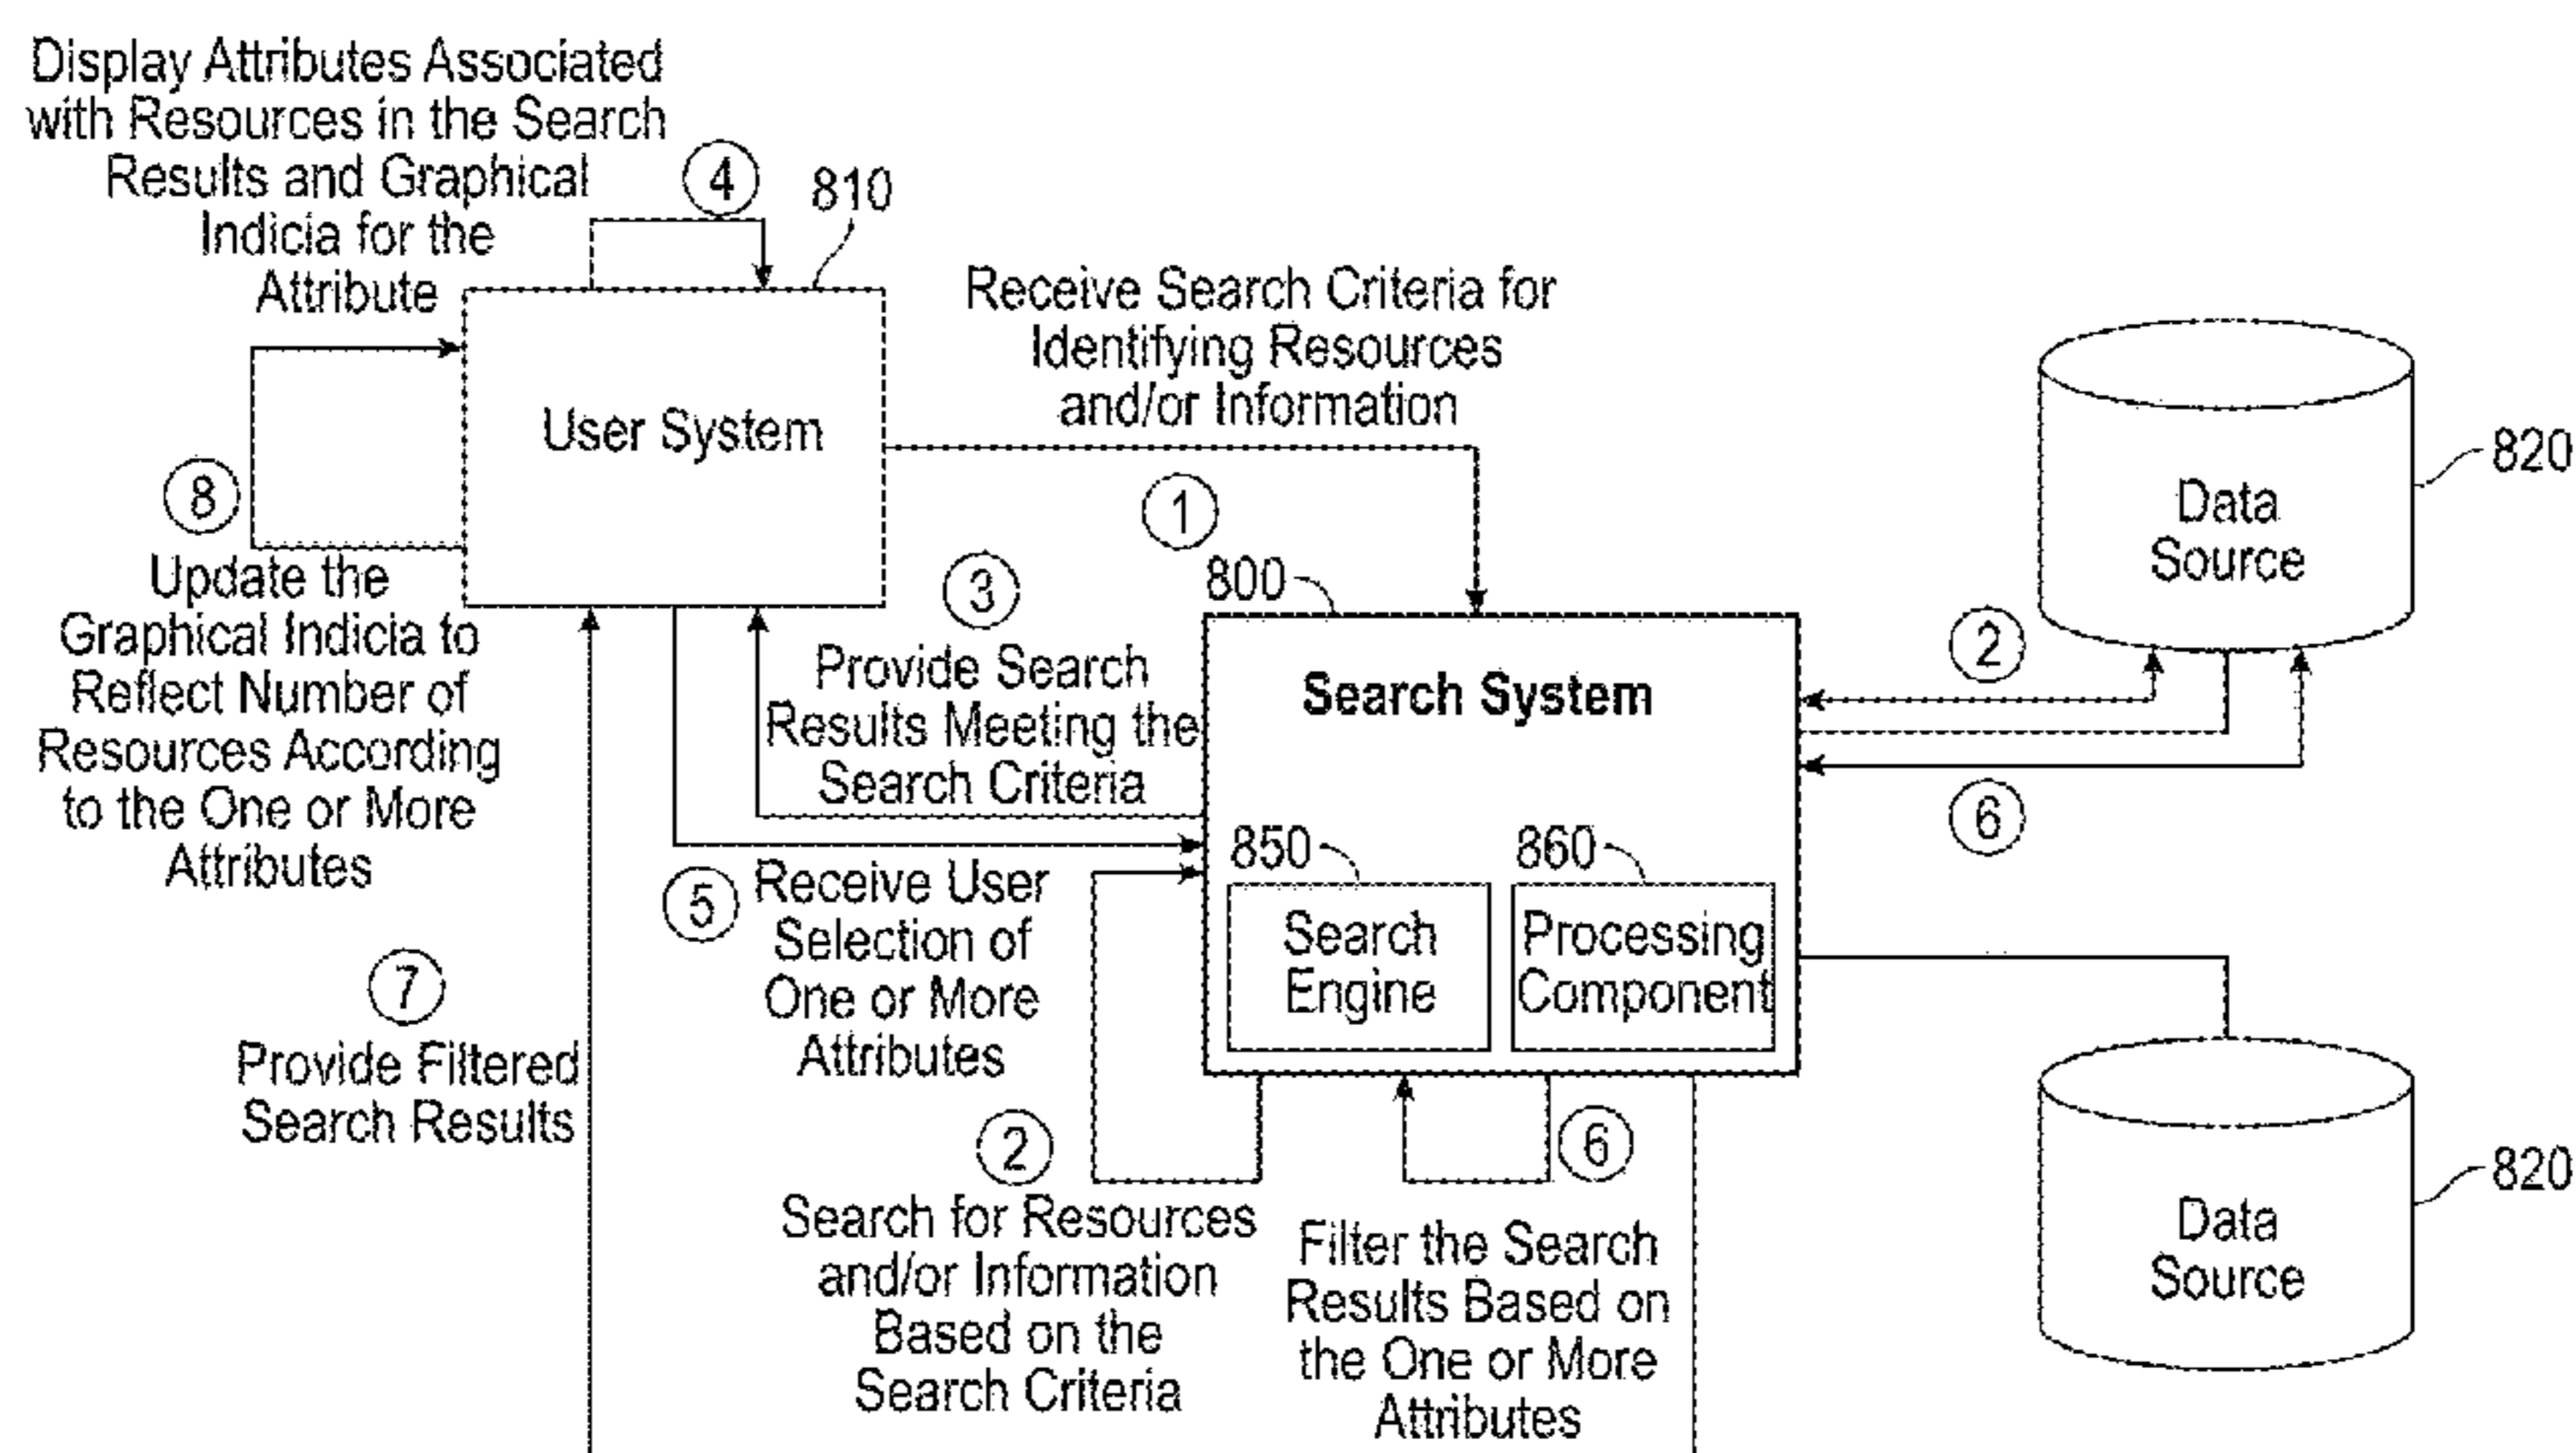 Display Attributes Associated
with Resources in the Search
Results and Graphical
Indicia for the
Attribute
4
810
User System
Receive Search Criteria for
Identifying Resources
and/or Information
1
8
Update the
Graphical Indicia to
Reflect Number of
Resources According
to the One or More
Attributes
3
Provide Search
Results Meeting the
Search Criteria
800
Search System
850
Search
Engine
860
Processing
Component
2
6
Data
Source
820
5
Receive User
Selection of
One or More
Attributes
7
Provide Filtered
Search Results
2
Search for Resources
and/or Information
Based on the
Search Criteria
6
Filter the Search
Results Based on
the One or More
Attributes
Data
Source
820